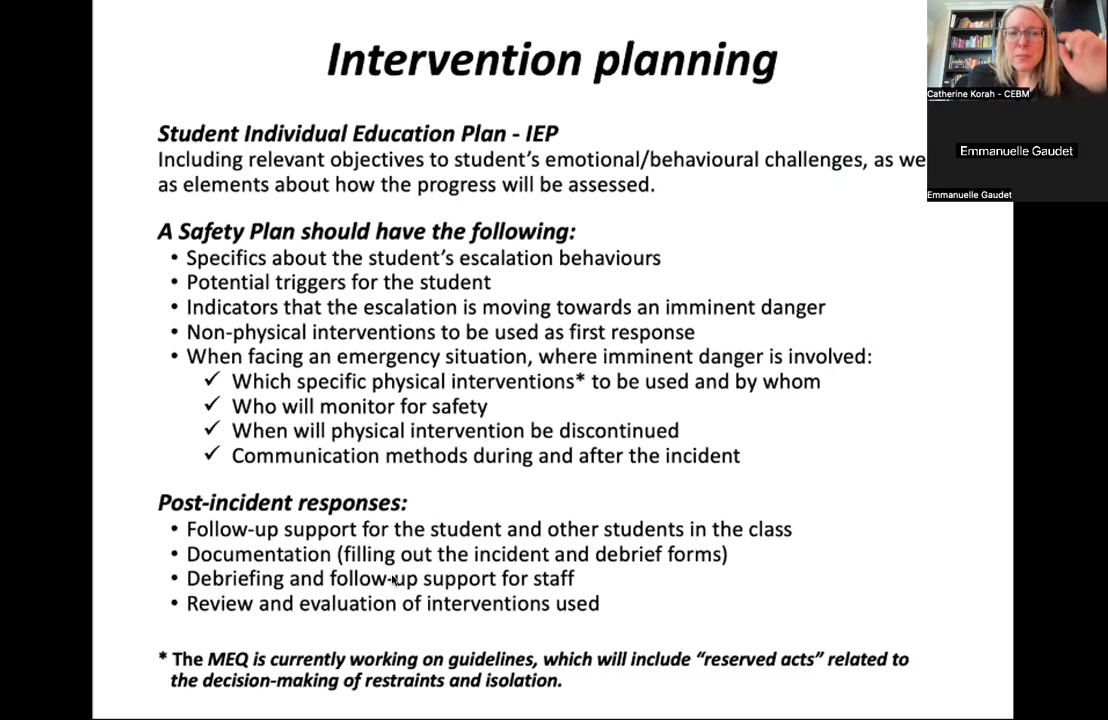 Intervention planning
Catherine Korah - CEBM
Emmanuelle Gaudet
Emmanuelle Gaudet
Student Individual Education Plan - IEP
Including relevant objectives to student's emotional/behavioural challenges, as we
as elements about how the progress will be assessed.
A Safety Plan should have the following:
• Specifics about the student's escalation behaviours
• Potential triggers for the student
• Indicators that the escalation is moving towards an imminent danger
• Non-physical interventions to be used as first response
• When facing an emergency situation, where imminent danger is involved:
✓ Which specific physical interventions* to be used and by whom
✓ Who will monitor for safety
✓ When will physical intervention be discontinued
✓ Communication methods during and after the incident
Post-incident responses:
• Follow-up support for the student and other students in the class
• Documentation (filling out the incident and debrief forms)
• Debriefing and follow-up support for staff
• Review and evaluation of interventions used
* The MEQ is currently working on guidelines, which will include “reserved acts” related to
the decision-making of restraints and isolation.